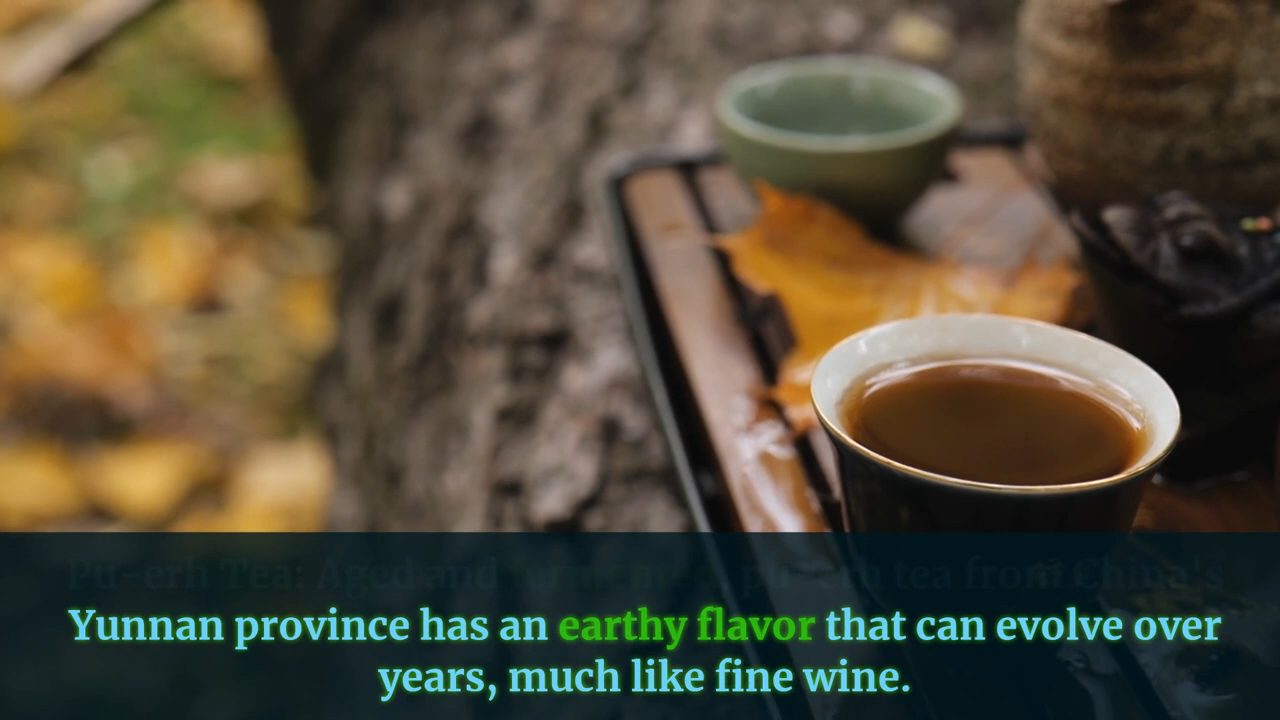 Pu-erh Tea: Aged and pu-erh tea from China's
Yunnan province has an earthy flavor that can evolve over
years, much like fine wine.